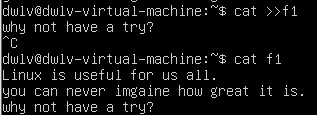 dwlv@dwlv-virtual-machine:~$ cat >>f1
why not have a try?
^C
dwlv@dwlv-virtual-machine:~$ cat f1
Linux is useful for us all.
you can never imgaine how great it is.
why not have a try?